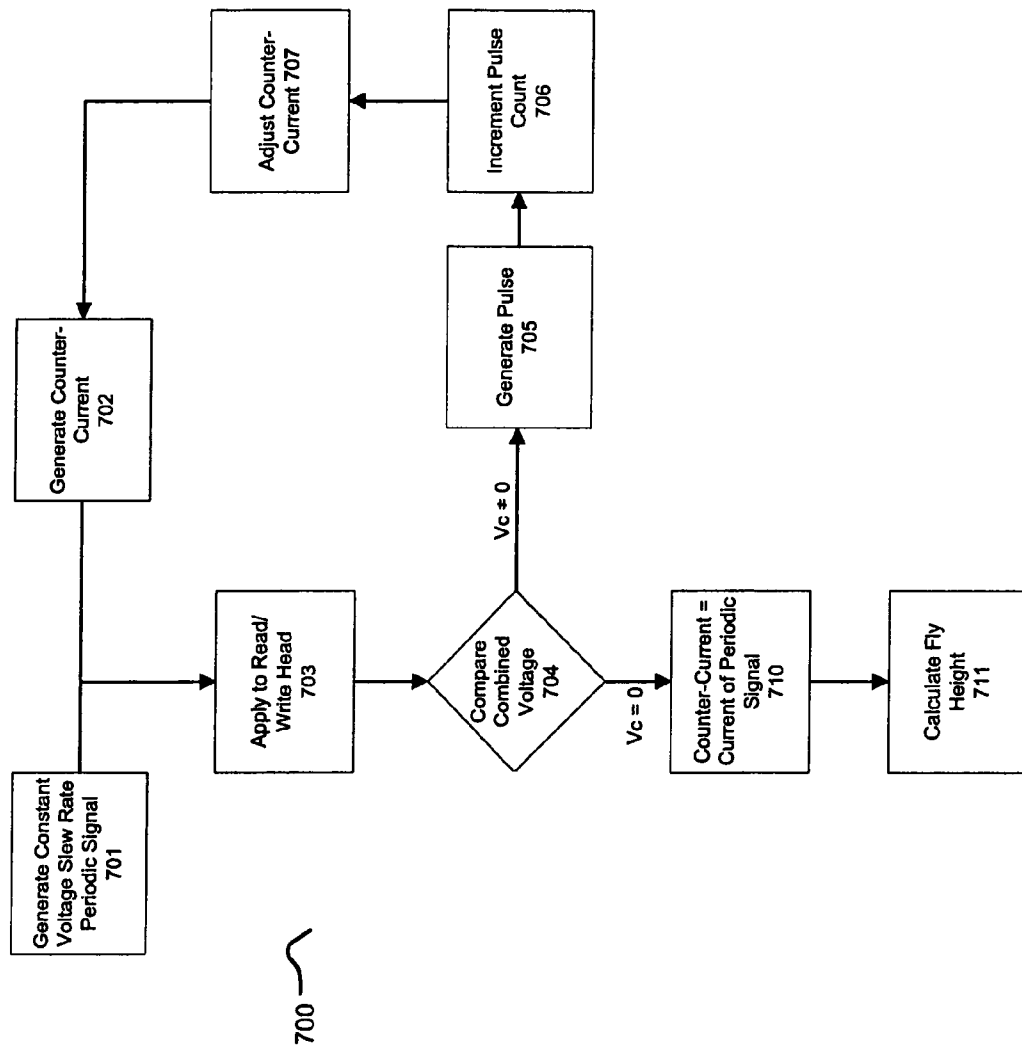 Generate Constant
Voltage Slew Rate
Periodic Signal
701
Generate Counter-
Current
702
Adjust Counter-
Current 707
Apply to Read/
Write Head
703
Compare
Combined
Voltage
704
Vc ≠ 0
Generate Pulse
705
Increment Pulse
Count
706
Vc = 0
Counter-Current =
Current of Periodic
Signal
710
Calculate Fly
Height
711
700